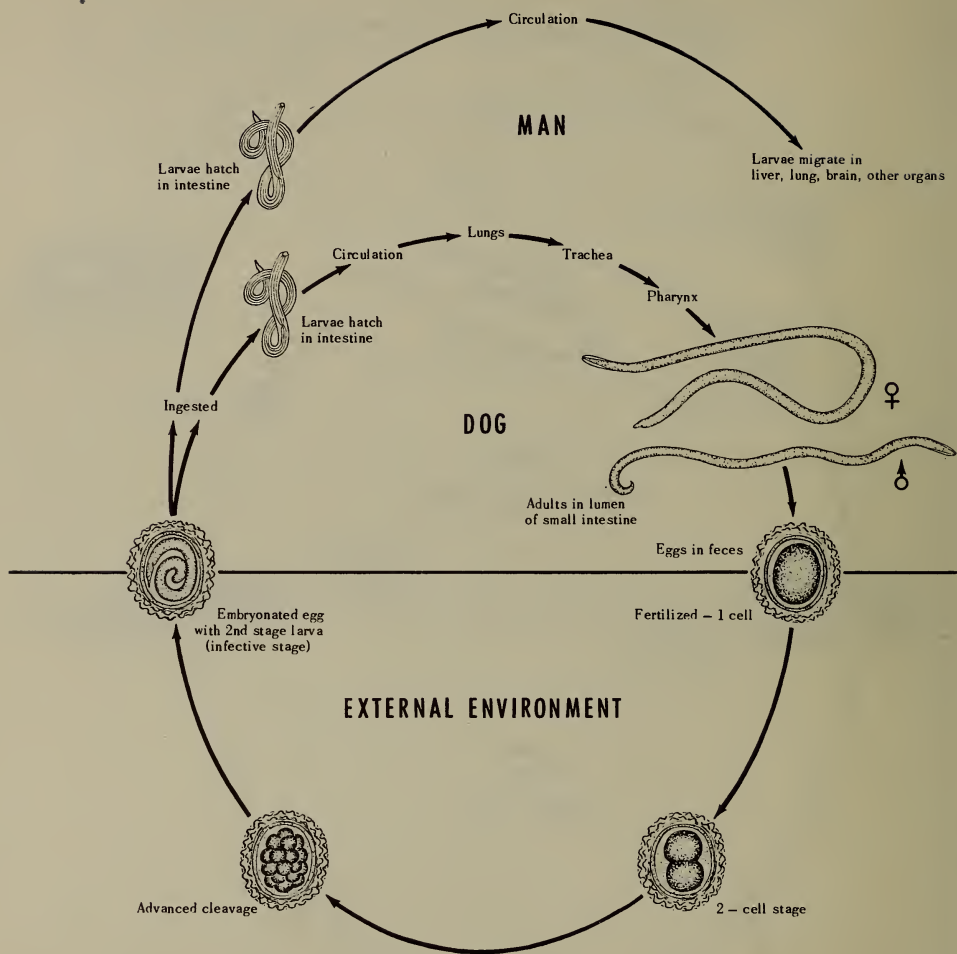 Circulation
MAN
Larvae hatch
in intestine
Larvae migrate in
liver, lung, brain, other organs
Lungs
Circulation
Trachea
Pharynx
Larvae hatch
in intestine
Ingested
♀
DOG
♂
Adults in lumen
of small intestine
Eggs in feces
Embryonated egg
with 2nd stage larva
(infective stage)
Fertilized – 1 cell
EXTERNAL ENVIRONMENT
Advanced cleavage
2 – cell stage